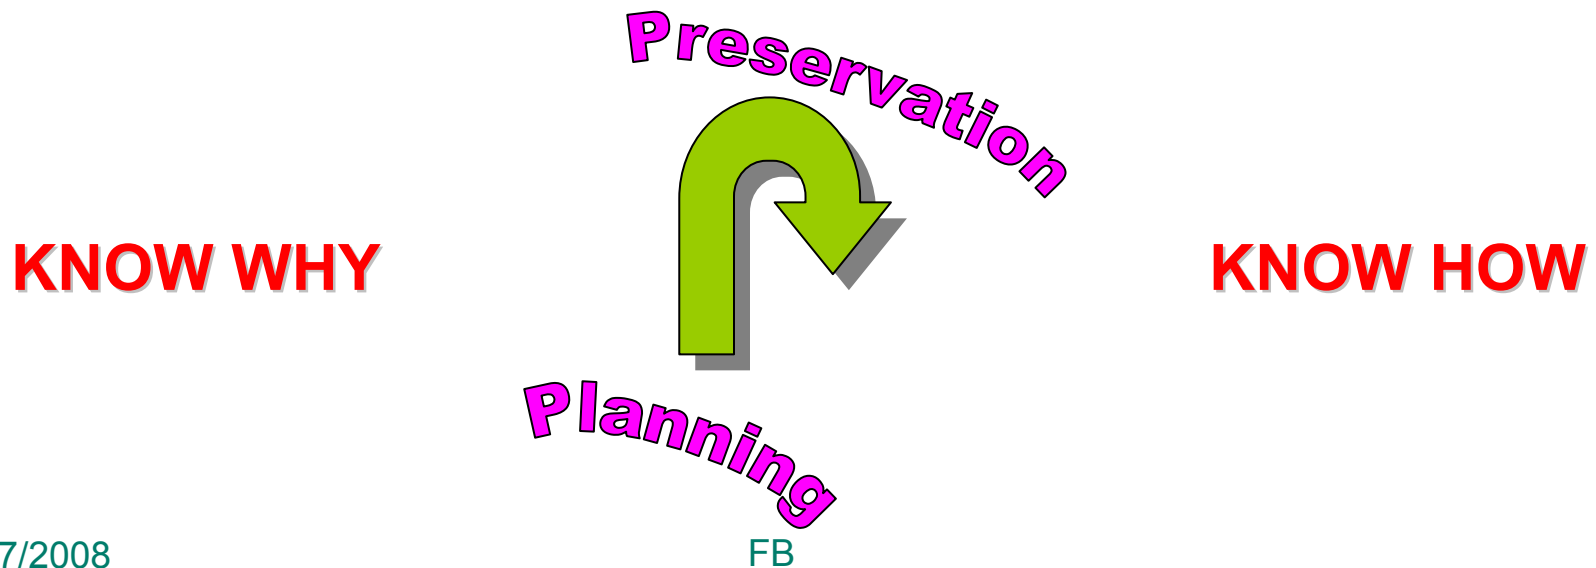 Preservation
KNOW WHY
KNOW HOW
Planning
7/2008
FB